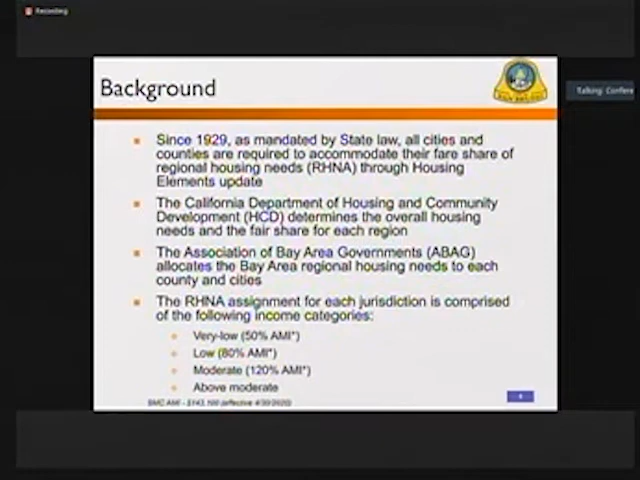 Recording
Background
SAN BRUNO
Talking: Confere
Since 1929, as mandated by State law, all cities and
counties are required to accommodate their fare share of
regional housing needs (RHNA) through Housing
Elements update
The California Department of Housing and Community
Development (HCD) determines the overall housing
needs and the fair share for each region
The Association of Bay Area Governments (ABAG)
allocates the Bay Area regional housing needs to each
county and cities
The RHNA assignment for each jurisdiction is comprised
of the following income categories:
Very-low (50% AMI*)
Low (80% AMI*)
Moderate (120% AMI*)
Above moderate
SMC AMI - $143,100 (effective 4/30/2020)